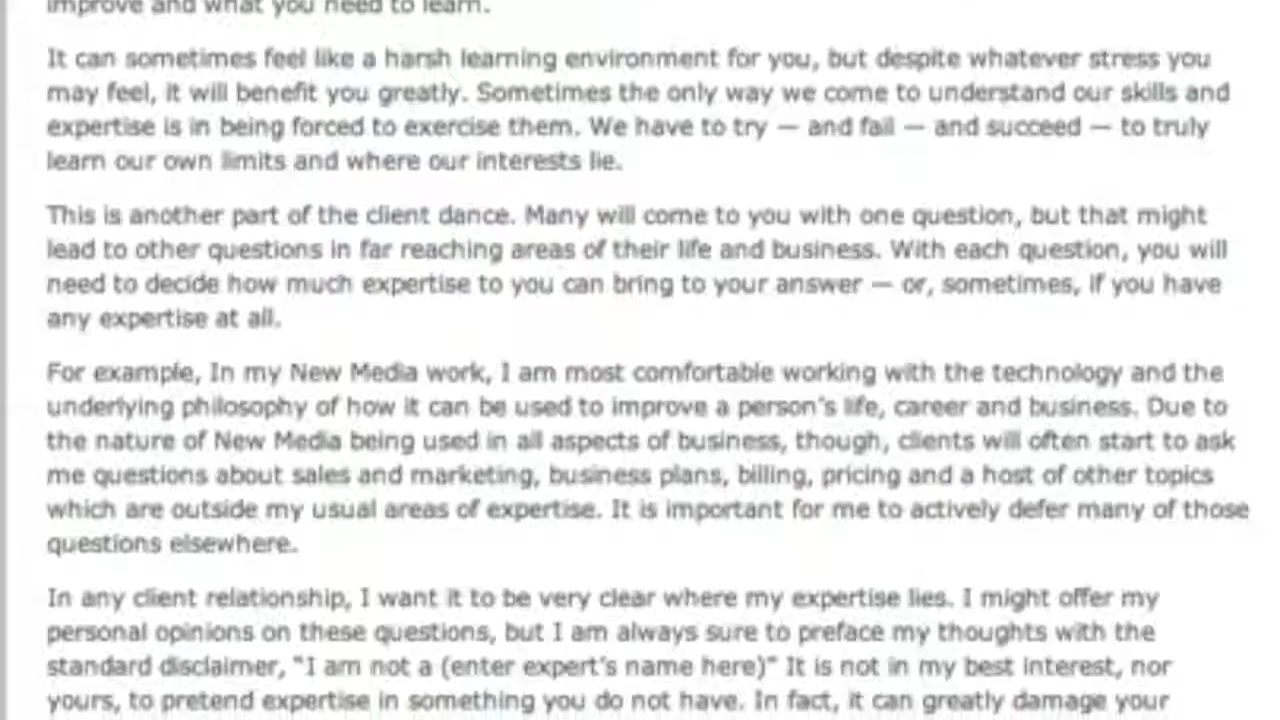 improve and what you need to learn.
It can sometimes feel like a harsh learning environment for you, but despite whatever stress you
may feel, it will benefit you greatly. Sometimes the only way we come to understand our skills and
expertise is in being forced to exercise them. We have to try — and fail — and succeed — to truly
learn our own limits and where our interests lie.
This is another part of the client dance. Many will come to you with one question, but that might
lead to other questions in far reaching areas of their life and business. With each question, you will
need to decide how much expertise to you can bring to your answer — or, sometimes, if you have
any expertise at all.
For example, In my New Media work, I am most comfortable working with the technology and the
underlying philosophy of how it can be used to improve a person's life, career and business. Due to
the nature of New Media being used in all aspects of business, though, clients will often start to ask
me questions about sales and marketing, business plans, billing, pricing and a host of other topics
which are outside my usual areas of expertise. It is important for me to actively defer many of those
questions elsewhere.
In any client relationship, I want it to be very clear where my expertise lies. I might offer my
personal opinions on these questions, but I am always sure to preface my thoughts with the
standard disclaimer, "I am not a (enter expert's name here)" It is not in my best interest, nor
yours, to pretend expertise in something you do not have. In fact, it can greatly damage your